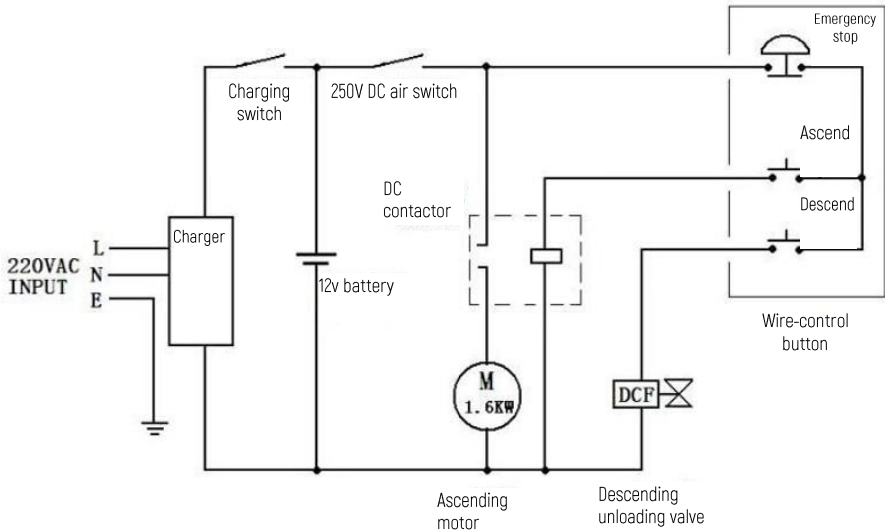 Emergency
stop
Charging
switch
250V DC air switch
Ascend
DC
contactor
Descend
Charger
L
220VAC
INPUT
N
E
12v battery
Wire-control
button
M
1.6KW
DCF
Ascending
motor
Descending
unloading valve